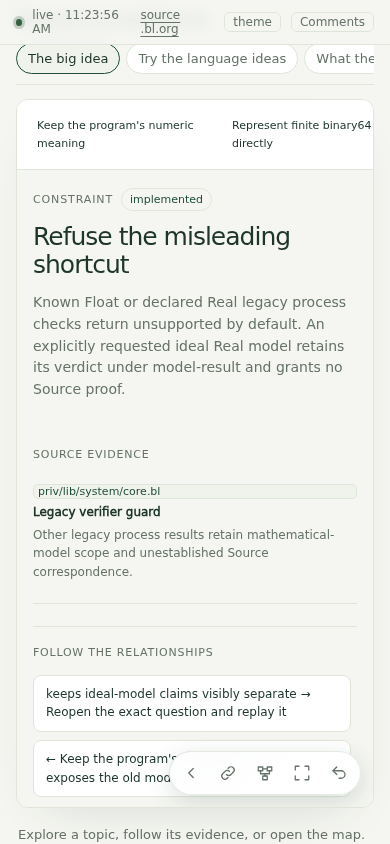 live · 11:23:56
AM
source
.bl.org
theme
Comments
The big idea
Try the language ideas
What the
Keep the program's numeric
meaning
Represent finite binary64
directly
CONSTRAINT
implemented
Refuse the misleading
shortcut
Known Float or declared Real legacy process
checks return unsupported by default. An
explicitly requested ideal Real model retains
its verdict under model-result and grants no
Source proof.
SOURCE EVIDENCE
priv/lib/system/core.bl
Legacy verifier guard
Other legacy process results retain mathematical-
model scope and unestablished Source
correspondence.
FOLLOW THE RELATIONSHIPS
keeps ideal-model claims visibly separate →
Reopen the exact question and replay it
← Keep the program's
exposes the old mod
Explore a topic, follow its evidence, or open the map.